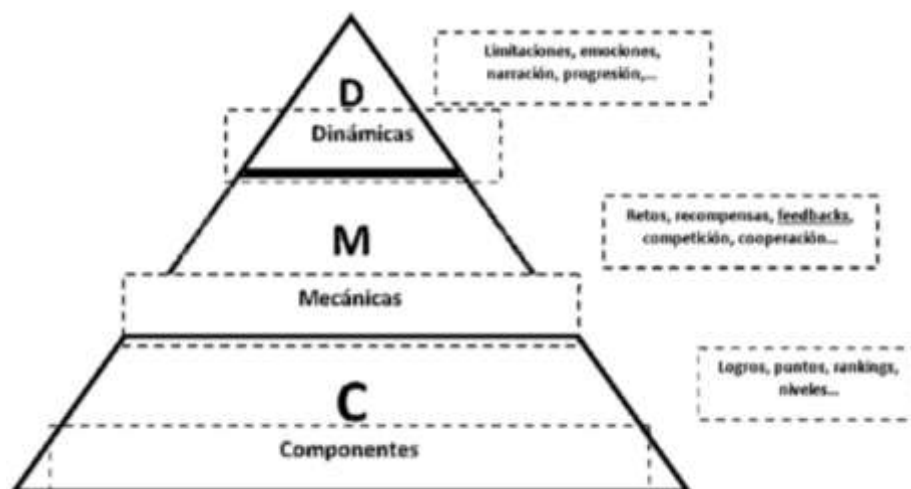 Limitaciones, emociones,
narración, progresión,...
D
Dinámicas
Retos, recompensas, feedbacks,
competición, cooperación...
M
Mecánicas
Logros, puntos, rankings,
niveles...
C
Componentes